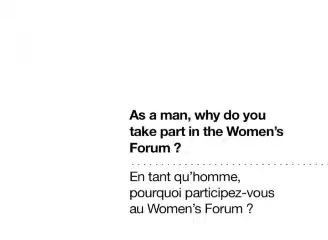 As a man, why do you
take part in the Women’s
Forum ?
En tant qu’homme,
pourquoi participez-vous
au Women’s Forum ?